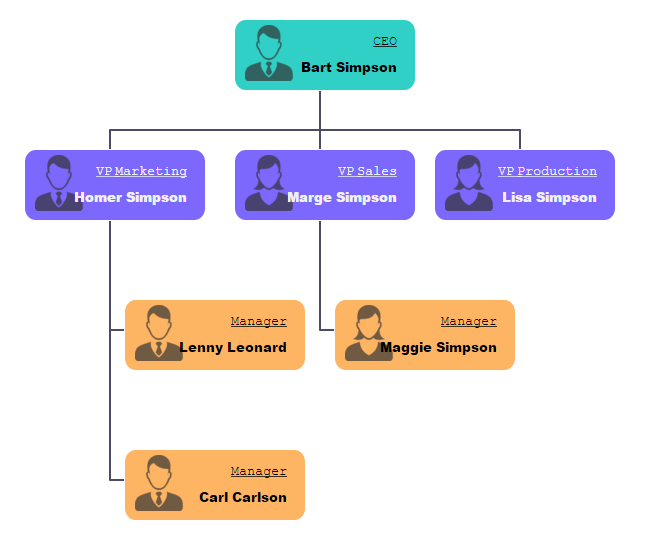 CEO
Bart Simpson
VP Marketing
Homer Simpson
VP Sales
Marge Simpson
VP Production
Lisa Simpson
Manager
Lenny Leonard
Manager
Maggie Simpson
Manager
Carl Carlson